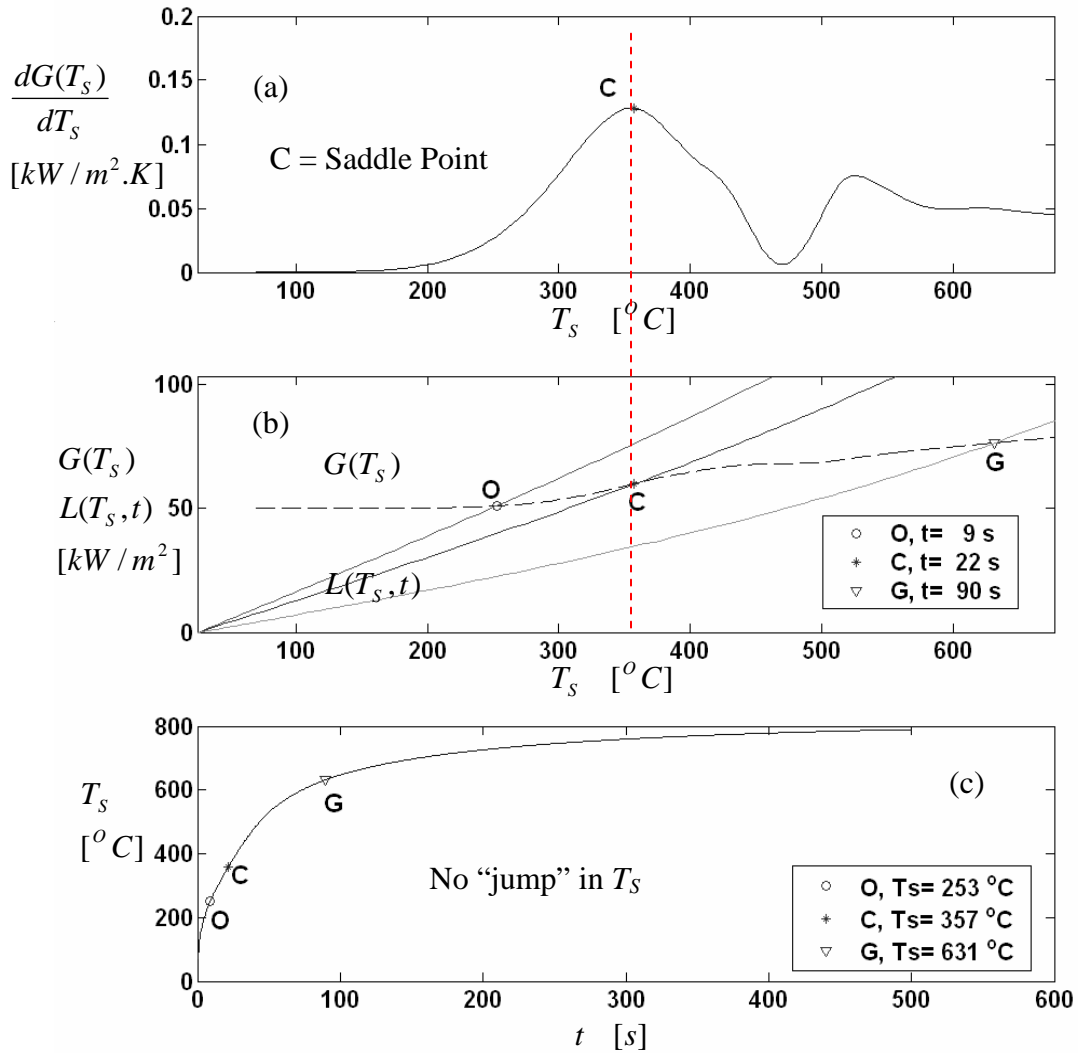 0.2
0.15
0.1
0.05
0
dG(T_S)
dT_S
[kW / m².K]
(a)
C
C = Saddle Point
100 200 300 400 500 600
T_S [°C]
100
50
0
G(T_S)
L(T_S, t)
[kW / m²]
(b)
G(T_S)
O
C
G
L(T_S, t)
O, t= 9 s
C, t= 22 s
G, t= 90 s
100 200 300 400 500 600
T_S [°C]
800
600
400
200
0
T_S
[°C]
(c)
G
C
O
No “jump” in T_S
O, Ts= 253 °C
C, Ts= 357 °C
G, Ts= 631 °C
0 100 200 300 400 500 600
t [s]